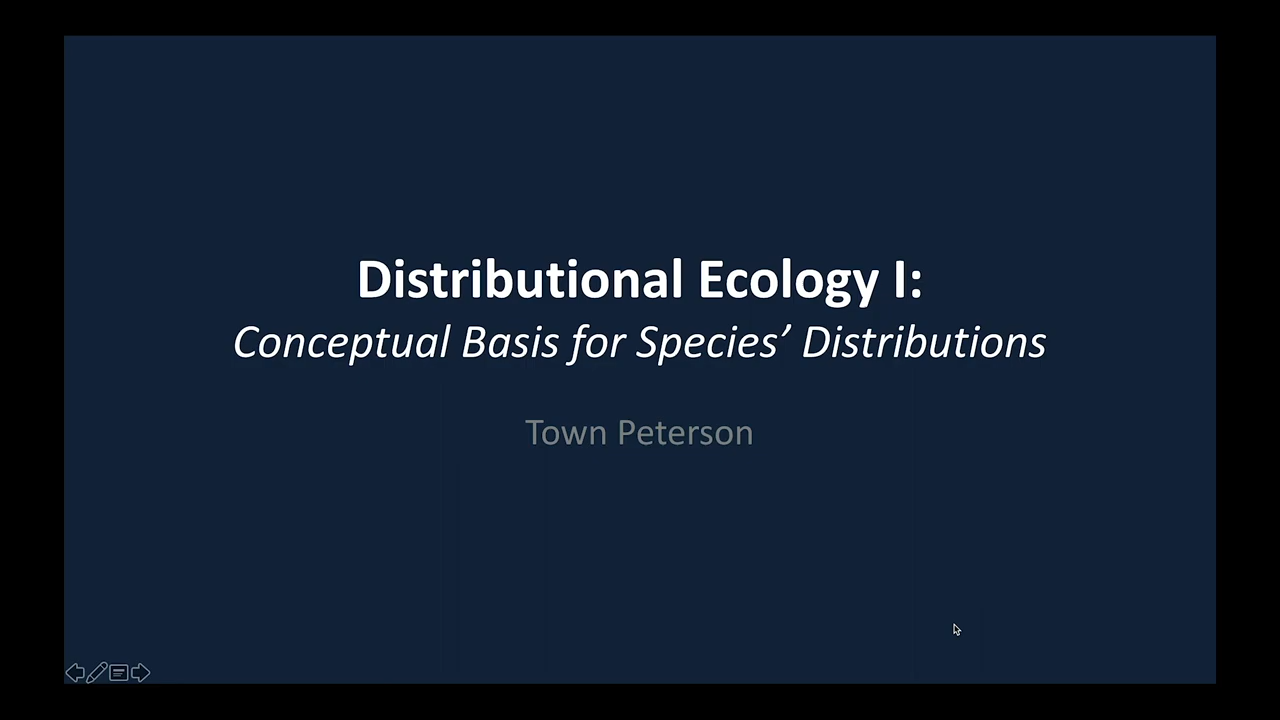 Distributional Ecology I:
Conceptual Basis for Species’ Distributions
Town Peterson